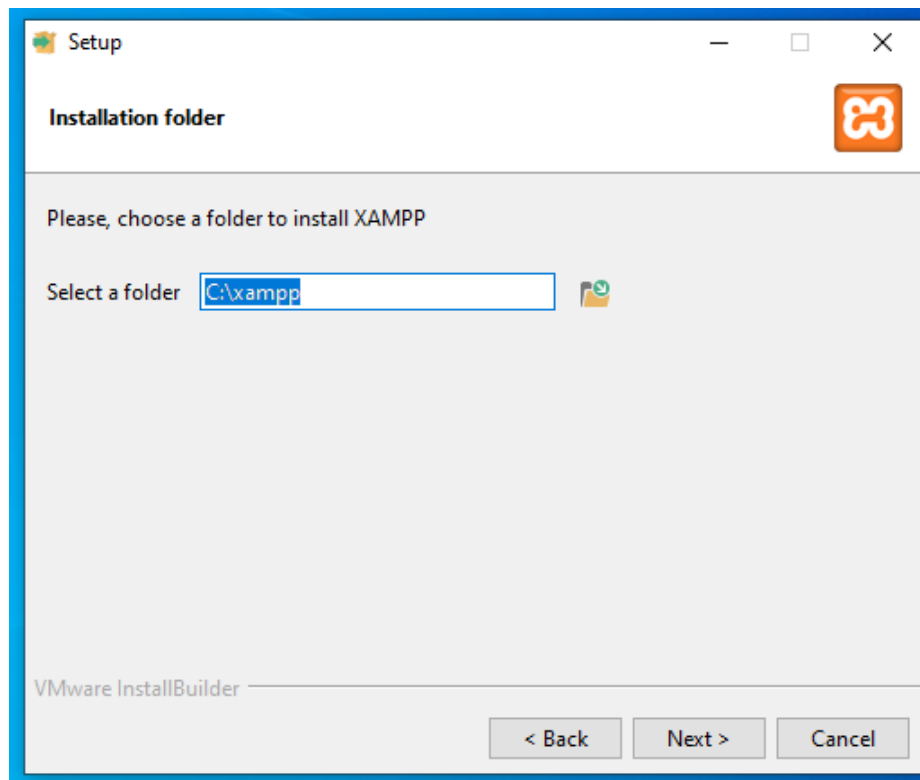 Setup
Installation folder
Please, choose a folder to install XAMPP
Select a folder C:\xampp
VMware InstallBuilder
< Back Next > Cancel